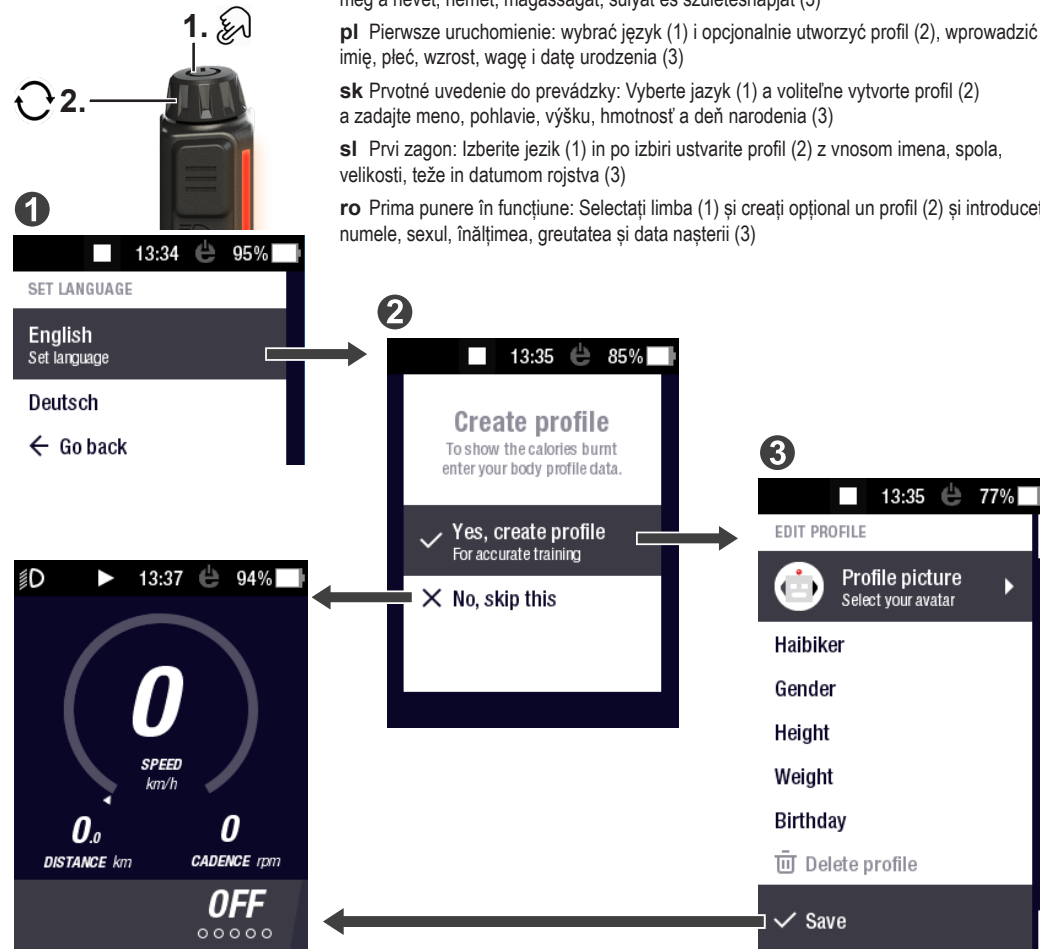 meg a nevét, nemét, magasságát, súlyát és születésnapját (3)
pl Pierwsze uruchomienie: wybrać język (1) i opcjonalnie utworzyć profil (2), wprowadzić
imię, płeć, wzrost, wagę i datę urodzenia (3)
sk Prvotné uvedenie do prevádzky: Vyberte jazyk (1) a voliteľne vytvorte profil (2)
a zadajte meno, pohlavie, výšku, hmotnosť a deň narodenia (3)
sl Prvi zagon: Izberite jezik (1) in po izbiri ustvarite profil (2) z vnosom imena, spola,
velikosti, teže in datumom rojstva (3)
ro Prima punere în funcțiune: Selectați limba (1) și creați opțional un profil (2) și
numele, sexul, înălțimea, greutatea și data nașterii (3)
1.
2.
1
13:34 95%
SET LANGUAGE
English
Set language
Deutsch
← Go back
2
13:35 85%
Create profile
To show the calories burnt
enter your body profile data.
Yes, create profile
For accurate training
No, skip this
3
13:35 77%
EDIT PROFILE
Profile picture
Select your avatar
Haibiker
Gender
Height
Weight
Birthday
Delete profile
Save
13:37 94%
0
SPEED
km/h
0.0 0
DISTANCE km CADENCE rpm
OFF